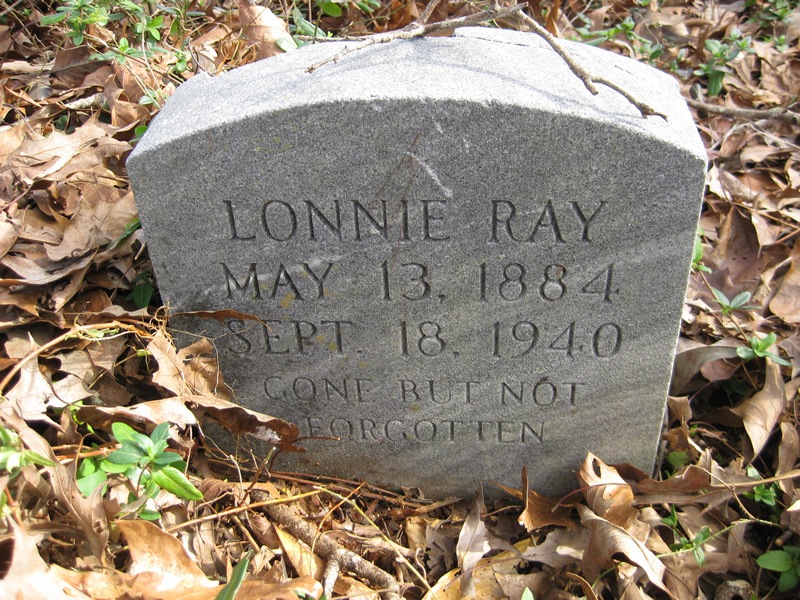 LONNIE RAY
MAY 13, 1884
SEPT. 18, 1940
GONE BUT NOT
FORGOTTEN